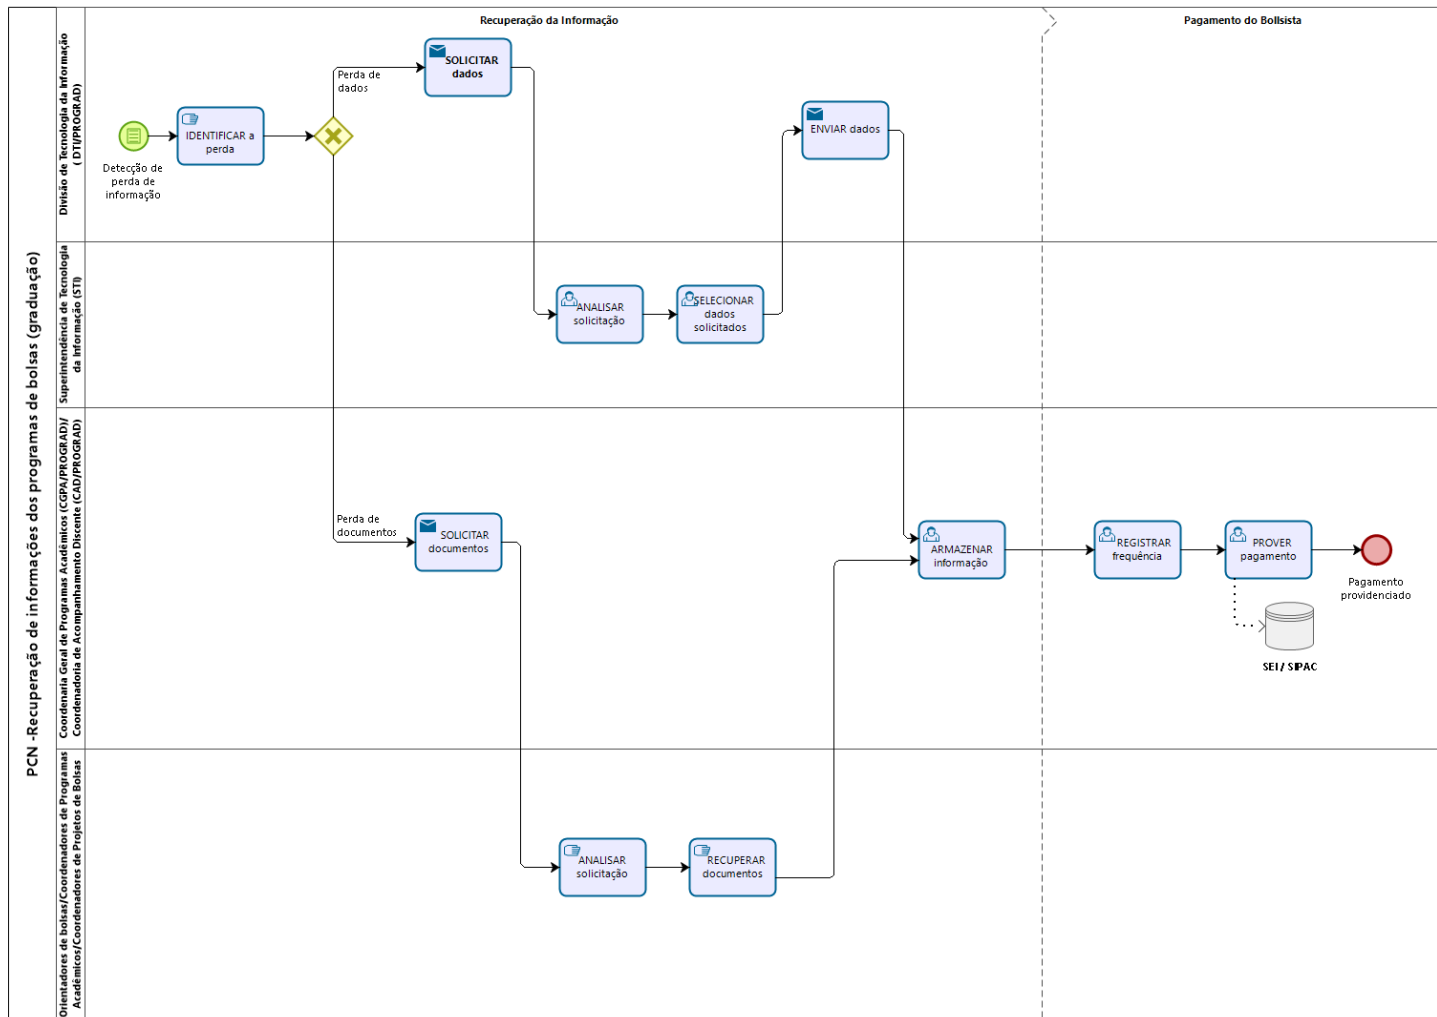 PCN -Recuperação de informações dos programas de bolsas (graduação)
Recuperação da Informação
Pagamento do Bollsista
Divisão de Tecnologia da Informação
( DTI/PROGRAD)
Detecção de
perda de
informação
IDENTIFICAR a
perda
Perda de
dados
SOLICITAR
dados
ENVIAR dados
Superintendência de Tecnologia
da Informação (STI)
ANALISAR
solicitação
SELECIONAR
dados
solicitados
Coordenaria Geral de Programas Acadêmicos (CGPA/PROGRAD)/
Coordenadoria de Acompanhamento Discente (CAD/PROGRAD)
Perda de
documentos
SOLICITAR
documentos
ARMAZENAR
informação
REGISTRAR
frequência
PROVER
pagamento
Pagamento
providenciado
SEI / SIPAC
Orientadores de bolsas/Coordenadores de Programas
Acadêmicos/Coordenadores de Projetos de Bolsas
ANALISAR
solicitação
RECUPERAR
documentos